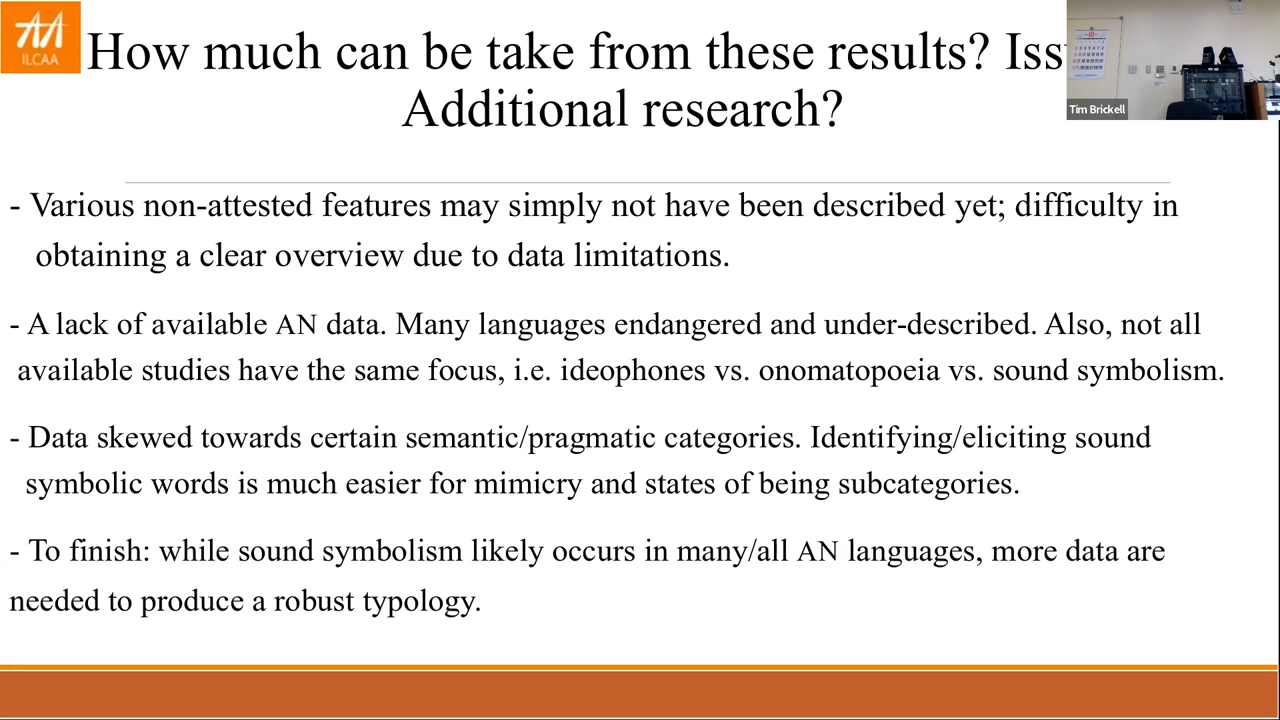 ILCAA
How much can be take from these results? Iss
Additional research?
Tim Brickell
- Various non-attested features may simply not have been described yet; difficulty in
obtaining a clear overview due to data limitations.
- A lack of available AN data. Many languages endangered and under-described. Also, not all
available studies have the same focus, i.e. ideophones vs. onomatopoeia vs. sound symbolism.
- Data skewed towards certain semantic/pragmatic categories. Identifying/eliciting sound
symbolic words is much easier for mimicry and states of being subcategories.
- To finish: while sound symbolism likely occurs in many/all AN languages, more data are
needed to produce a robust typology.